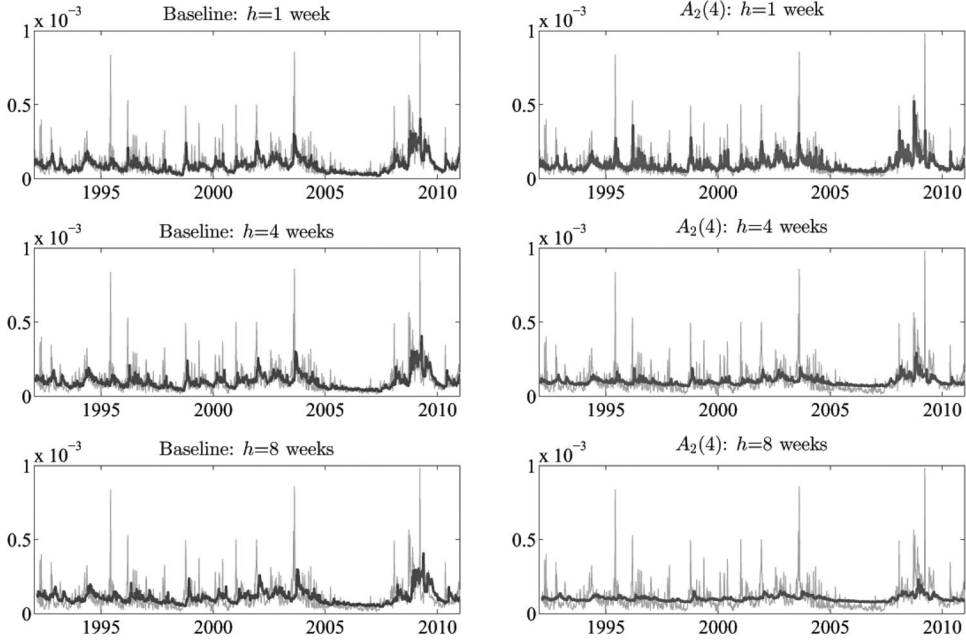 Baseline: h=1 week
1 x 10⁻³
0.5
0
1995 2000 2005 2010
A₂(4): h=1 week
1 x 10⁻³
0.5
0
1995 2000 2005 2010
Baseline: h=4 weeks
1 x 10⁻³
0.5
0
1995 2000 2005 2010
A₂(4): h=4 weeks
1 x 10⁻³
0.5
0
1995 2000 2005 2010
Baseline: h=8 weeks
1 x 10⁻³
0.5
0
1995 2000 2005 2010
A₂(4): h=8 weeks
1 x 10⁻³
0.5
0
1995 2000 2005 2010